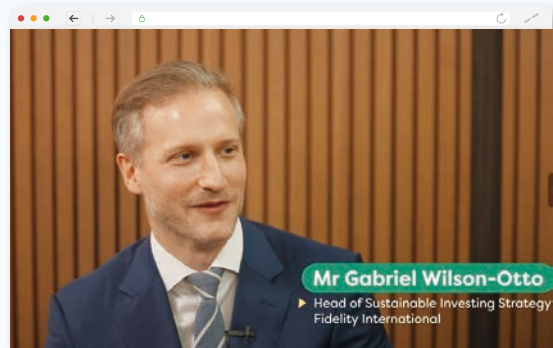 Mr Gabriel Wilson-Otto
Head of Sustainable Investing Strategy
Fidelity International